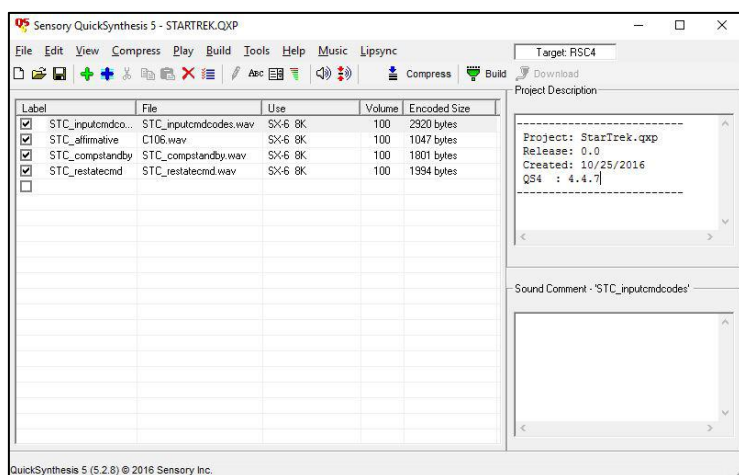 QS Sensory QuickSynthesis 5 - STARTREK.QXP
File Edit View Compress Play Build Tools Help Music Lipsync
Target: RSC4
ABC Compress Build Download
Project Description
Label File Use Volume Encoded Size
STC_inputcmdco... STC_inputcmdcodes.wav SX-6 8K 100 2920 bytes
STC_affirmative C106.wav SX-6 8K 100 1047 bytes
STC_compstandby STC_compstandby.wav SX-6 8K 100 1801 bytes
STC_restatecmd STC_restatecmd.wav SX-6 8K 100 1994 bytes
---------------------------
Project: StarTrek.qxp
Release: 0.0
Created: 10/25/2016
QS4 : 4.4.7
---------------------------
Sound Comment - 'STC_inputcmdcodes'
QuickSynthesis 5 (5.2.8) © 2016 Sensory Inc.